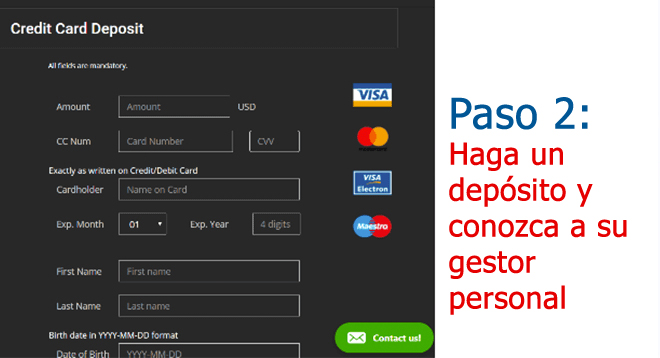 Credit Card Deposit
All fields are mandatory.
Amount Amount USD
CC Num Card Number CVV
Exactly as written on Credit/Debit Card
Cardholder Name on Card
Exp. Month 01 Exp. Year 4 digits
First Name First name
Last Name Last name
Birth date in YYYY-MM-DD format
Date of Birth YYYY-MM-DD
VISA
VISA
Electron
Maestro
Contact us!
Paso 2:
Haga un
depósito y
conozca a su
gestor
personal